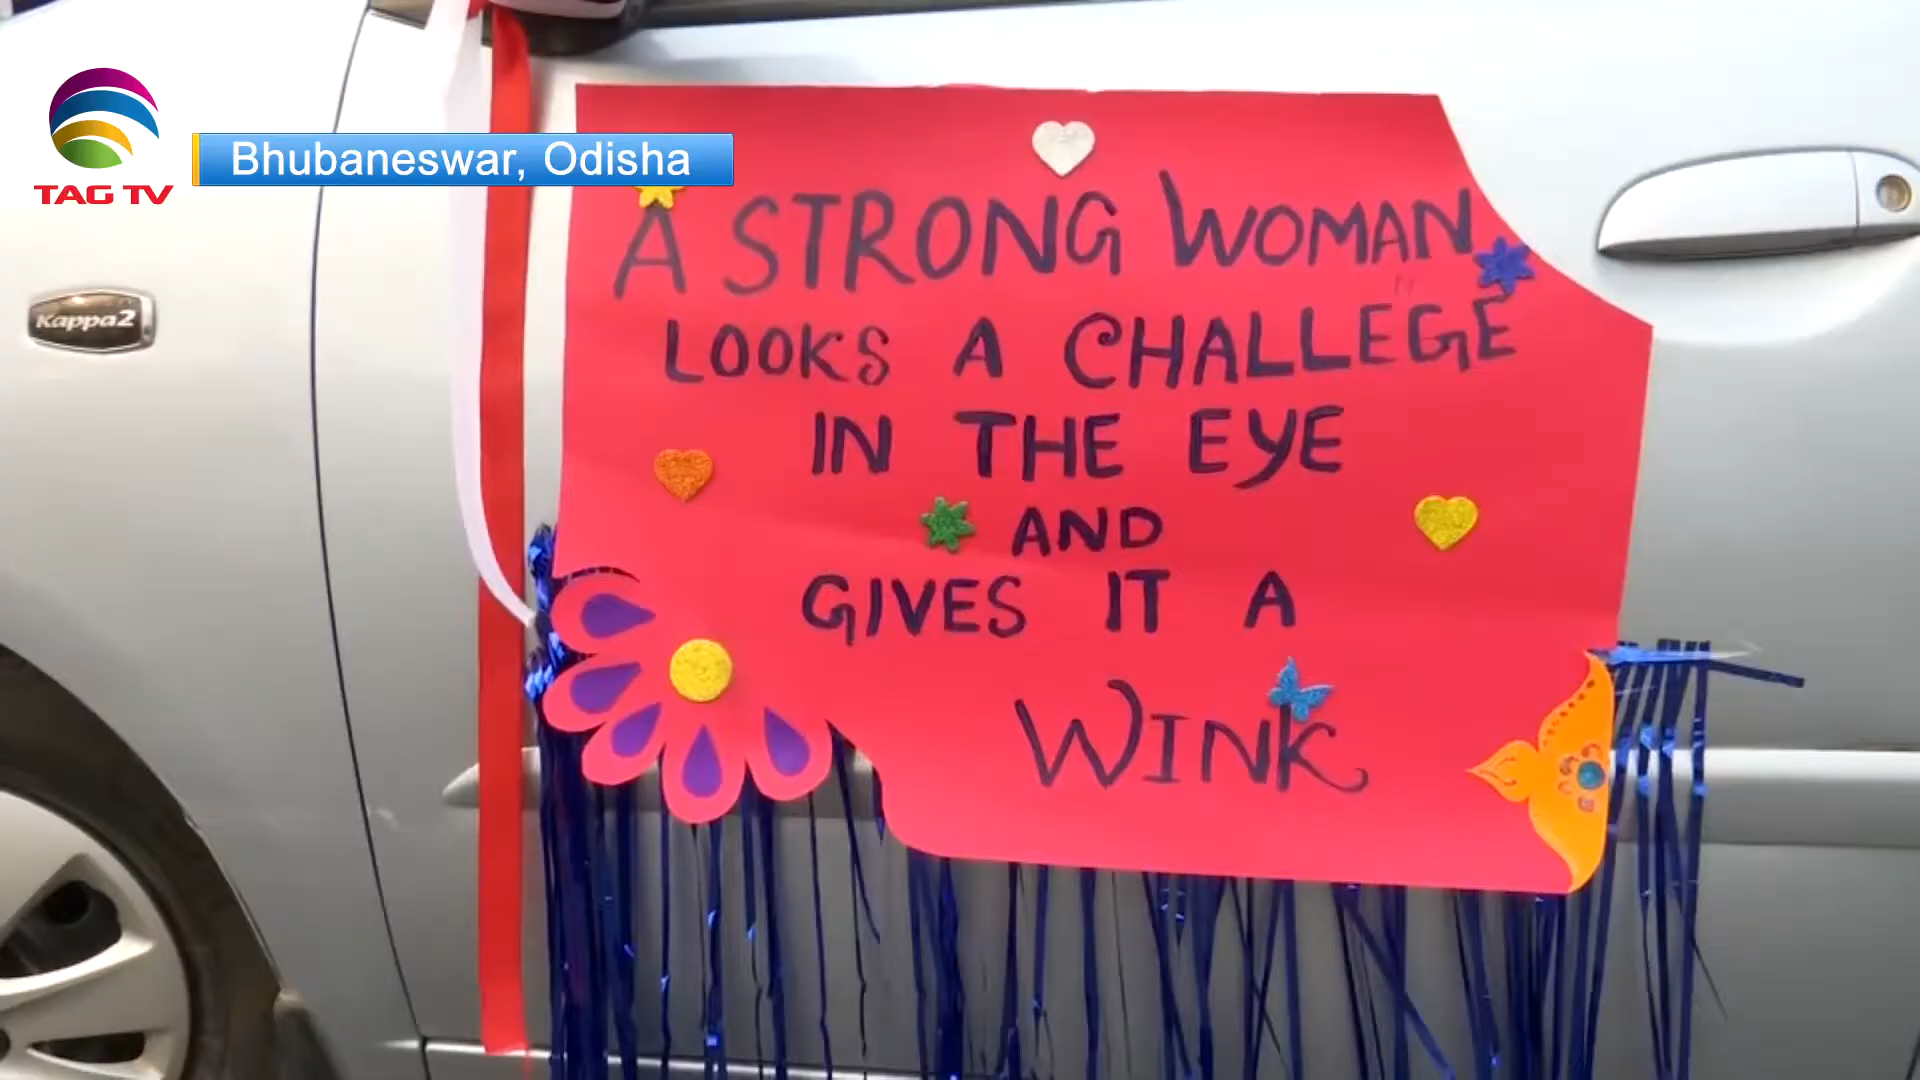 TAG TV
Bhubaneswar, Odisha
Kappa2
A STRONG WOMAN
LOOKS A CHALLEGE
IN THE EYE
AND
GIVES IT A
WINK